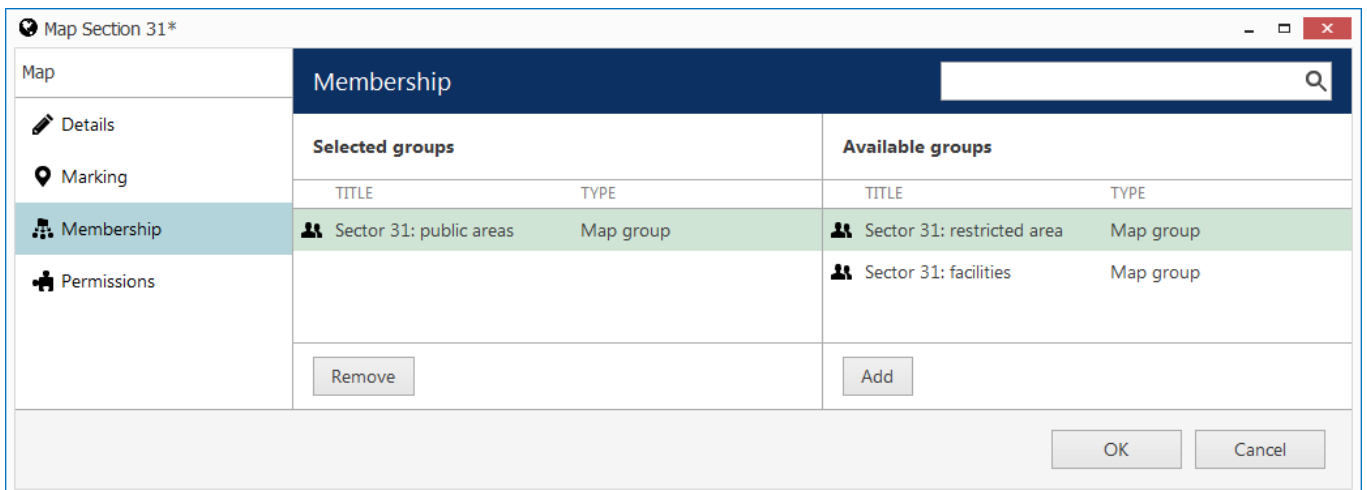 Map Section 31*
Map
Membership
Details
Marking
Membership
Permissions
Selected groups
Available groups
TITLE TYPE
TITLE TYPE
Sector 31: public areas Map group
Sector 31: restricted area Map group
Sector 31: facilities Map group
Remove
Add
OK
Cancel